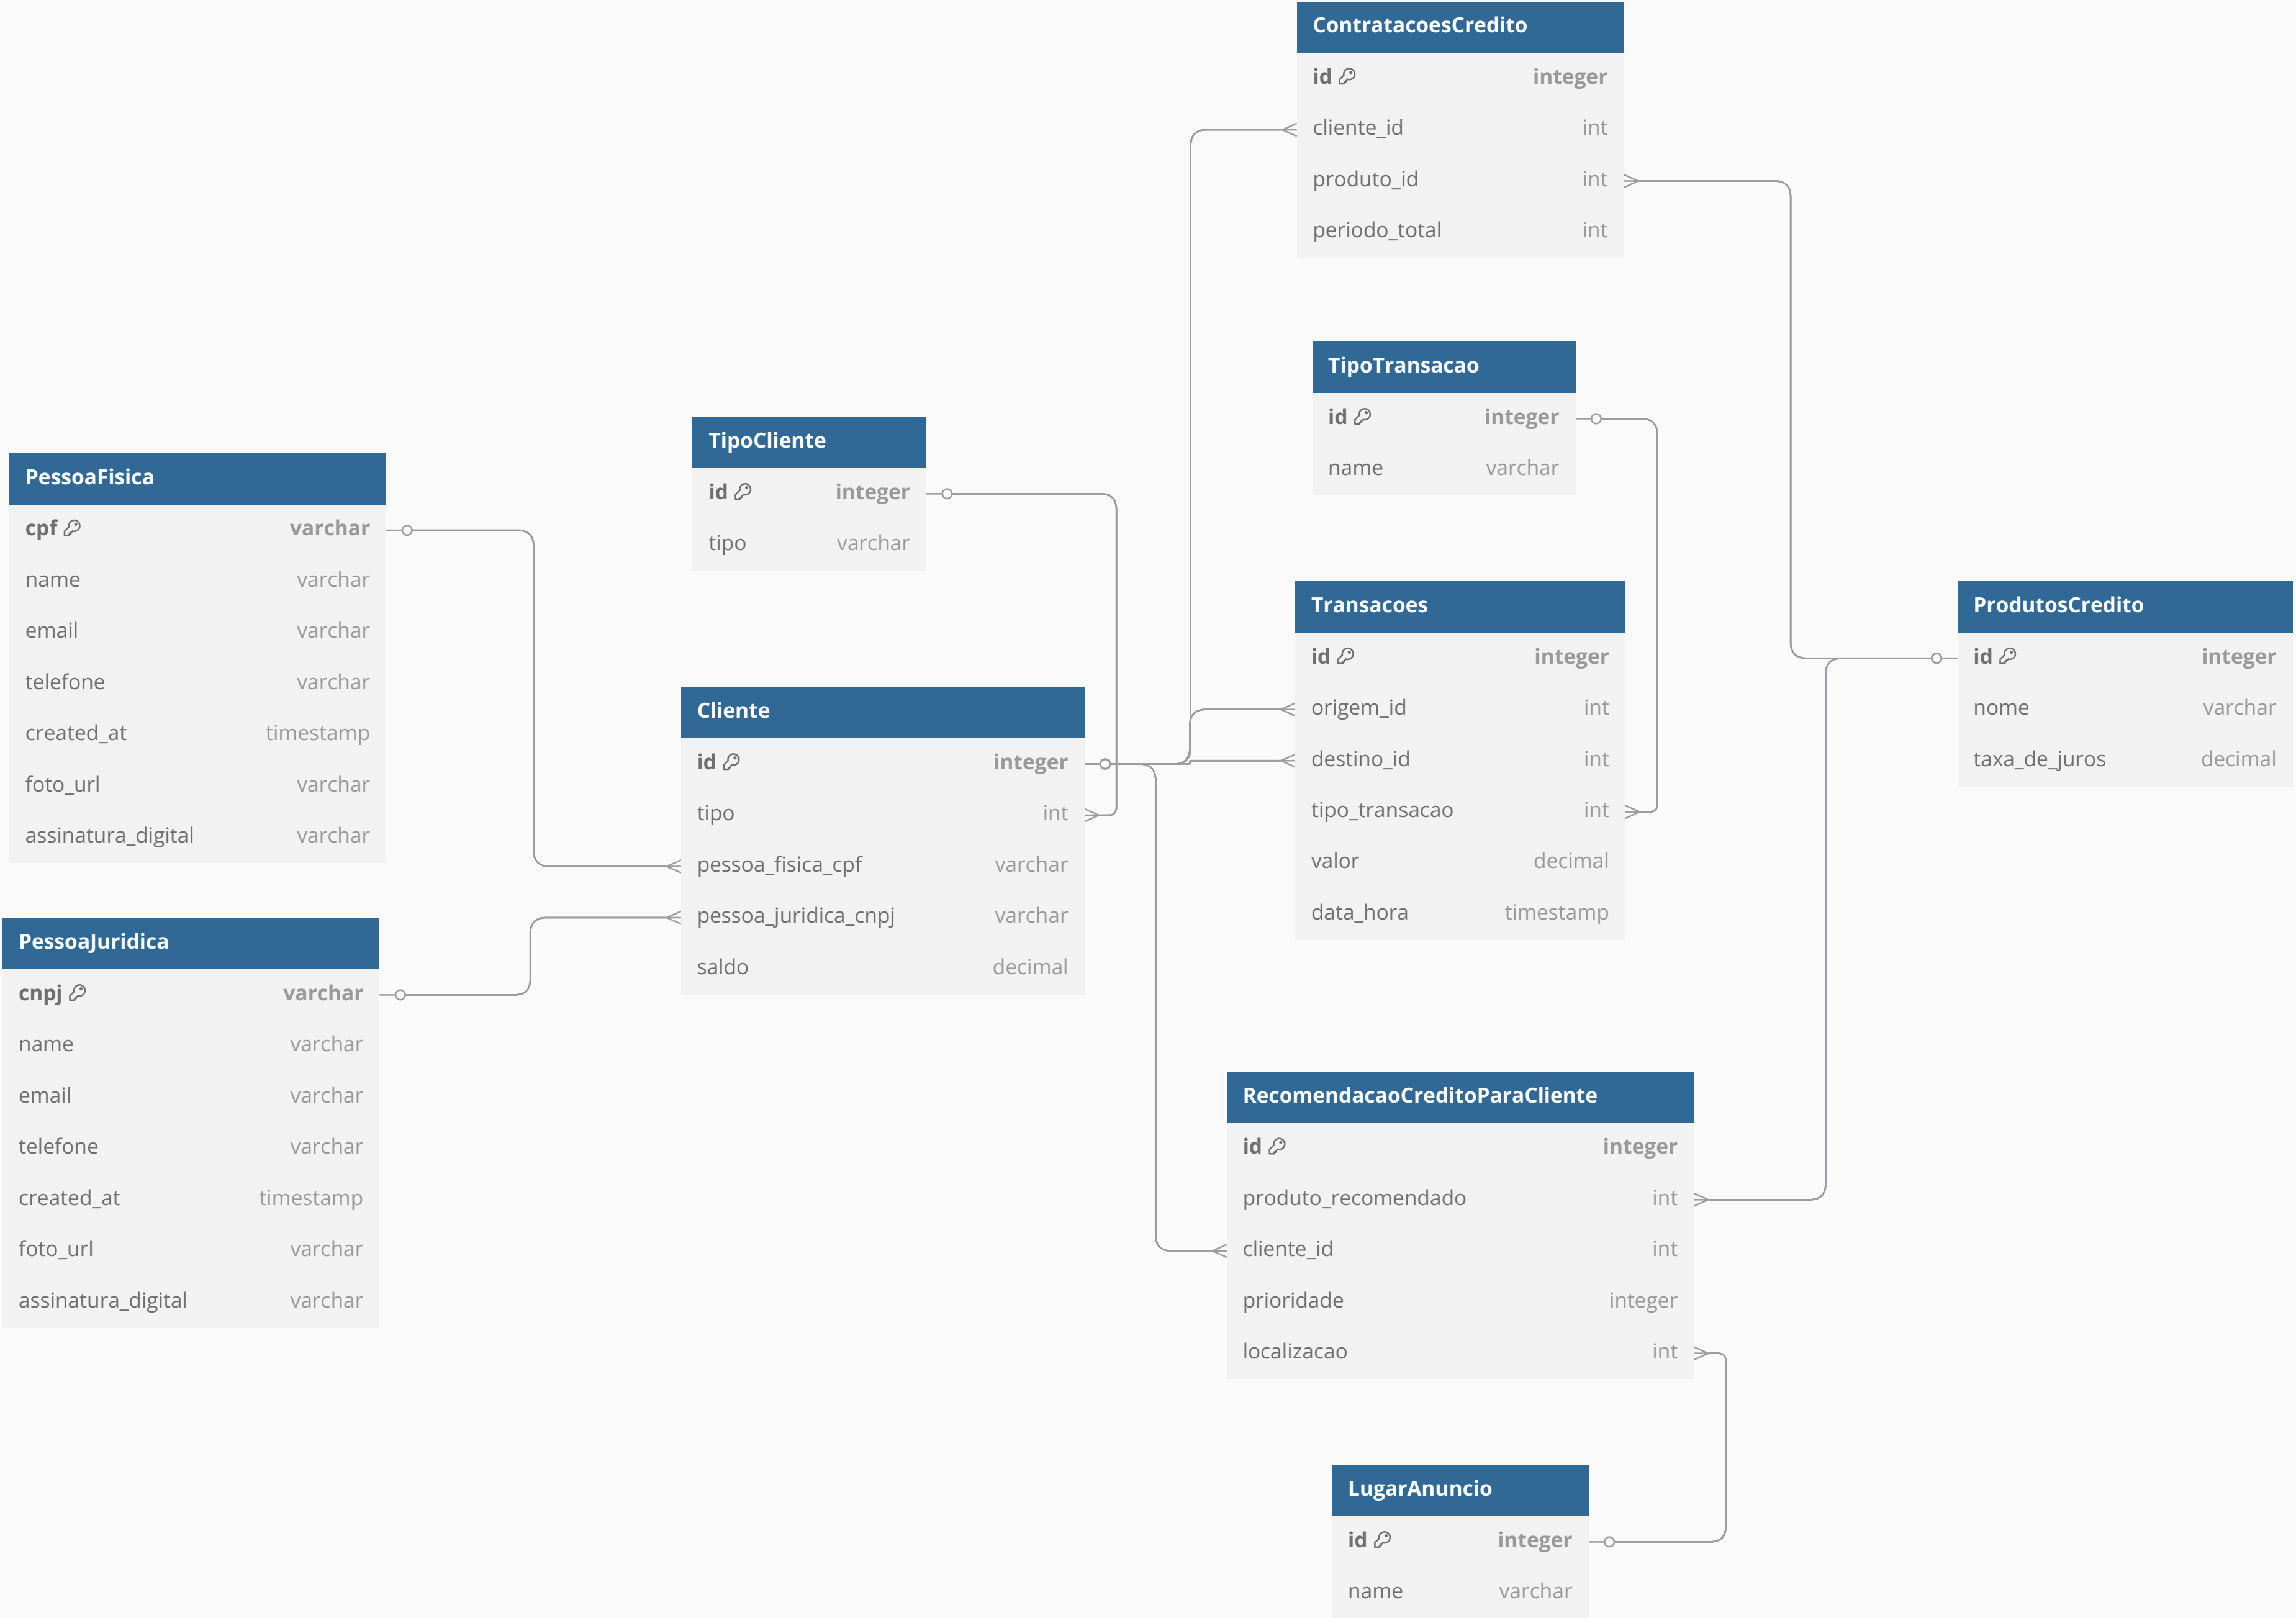 ContratacoesCredito
id integer
cliente_id int
produto_id int
periodo_total int
TipoTransacao
id integer
name varchar
TipoCliente
id integer
tipo varchar
PessoaFisica
cpf varchar
name varchar
email varchar
telefone varchar
created_at timestamp
foto_url varchar
assinatura_digital varchar
Transacoes
id integer
origem_id int
destino_id int
tipo_transacao int
valor decimal
data_hora timestamp
ProdutosCredito
id integer
nome varchar
taxa_de_juros decimal
Cliente
id integer
tipo int
pessoa_fisica_cpf varchar
pessoa_juridica_cnpj varchar
saldo decimal
PessoaJuridica
cnpj varchar
name varchar
email varchar
telefone varchar
created_at timestamp
foto_url varchar
assinatura_digital varchar
RecomendacaoCreditoParaCliente
id integer
produto_recomendado int
cliente_id int
prioridade integer
localizacao int
LugarAnuncio
id integer
name varchar